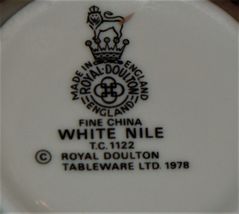 MADE IN ENGLAND
ROYAL·DOULTON
ENGLAND
FINE CHINA
WHITE NILE
T.C. 1122
© ROYAL DOULTON
TABLEWARE LTD. 1978